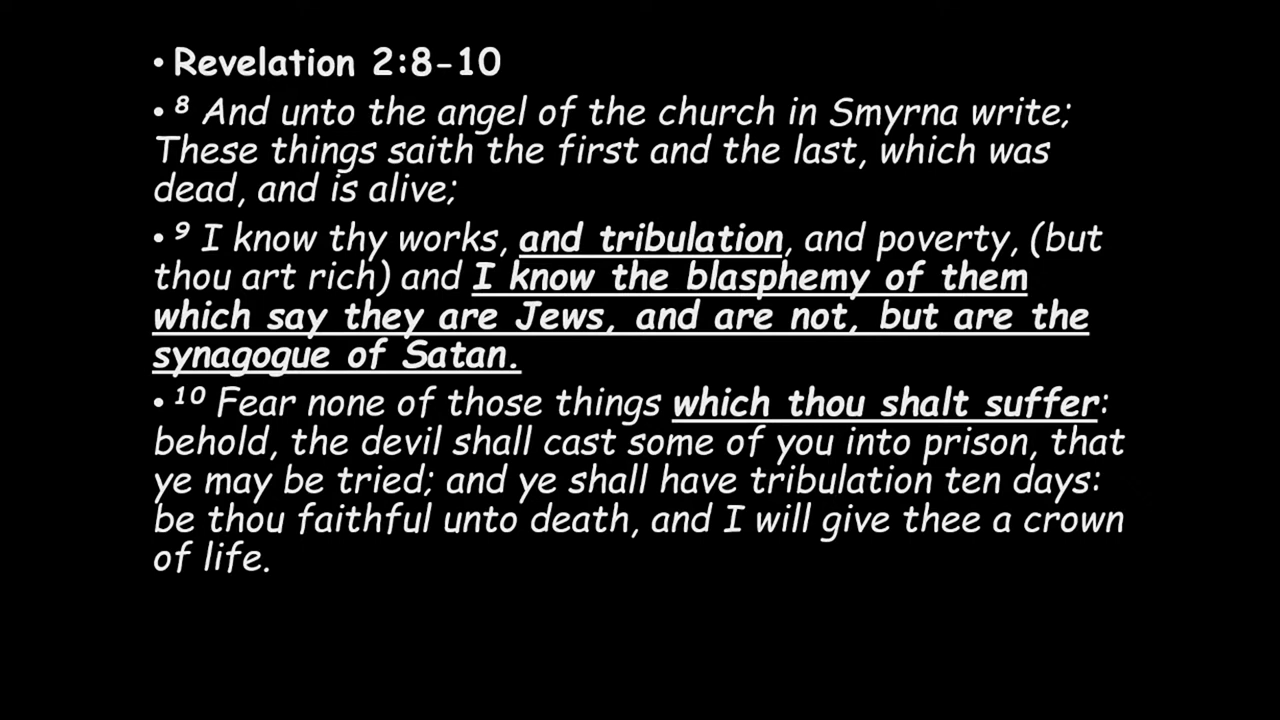 • Revelation 2:8-10
• ⁸ And unto the angel of the church in Smyrna write;
These things saith the first and the last, which was
dead, and is alive;
• ⁹ I know thy works, and tribulation, and poverty, (but
thou art rich) and I know the blasphemy of them
which say they are Jews, and are not, but are the
synagogue of Satan.
• ¹⁰ Fear none of those things which thou shalt suffer:
behold, the devil shall cast some of you into prison, that
ye may be tried; and ye shall have tribulation ten days:
be thou faithful unto death, and I will give thee a crown
of life.